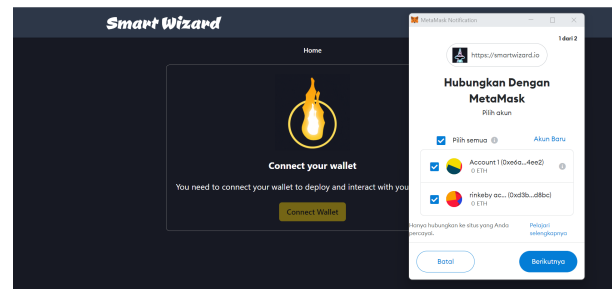 Smart Wizard
Home
Connect your wallet
You need to connect your wallet to deploy and interact with you
Connect Wallet
MetaMask Notification
1 dari 2
https://smartwizard.io
Hubungkan Dengan
MetaMask
Pilih akun
Pilih semua
Akun Baru
Account 1 (0xe6a...4ee2)
0 ETH
rinkeby ac... (0xd3b...d8bc)
0 ETH
Hanya hubungkan ke situs yang Anda
percayai.
Pelajari
selengkapnya
Batal
Berikutnya